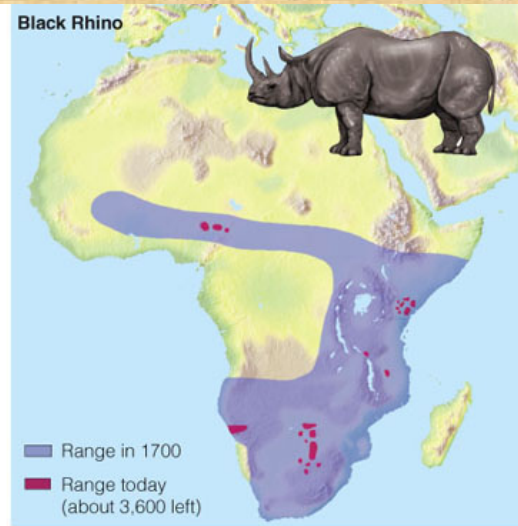 Black Rhino
Range in 1700
Range today
(about 3,600 left)